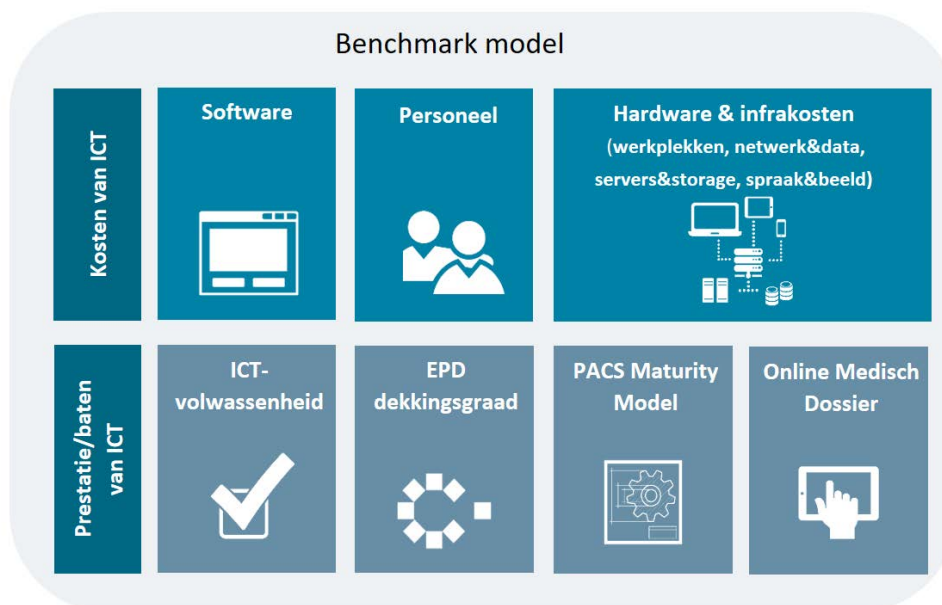 Benchmark model
Kosten van ICT
Software
Personeel
Hardware & infrakosten
(werkplekken, netwerk&data,
servers&storage, spraak&beeld)
Prestatie/baten
van ICT
ICT-
volwassenheid
EPD
dekkingsgraad
PACS Maturity
Model
Online Medisch
Dossier